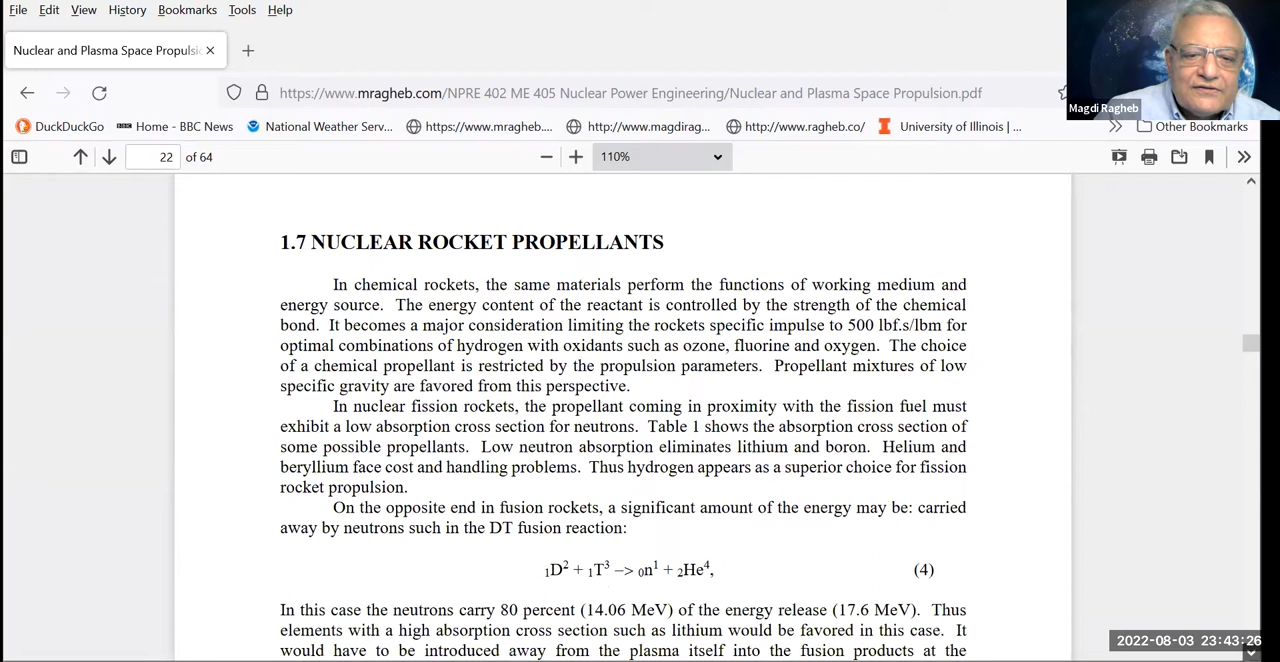 File Edit View History Bookmarks Tools Help
Nuclear and Plasma Space Propulsi
https://www.mragheb.com/NPRE 402 ME 405 Nuclear Power Engineering/Nuclear and Plasma Space Propulsion.pdf
Magdi Ragheb
DuckDuckGo BBC Home - BBC News National Weather Serv... https://www.mragheb.... http://www.magdirag... http://www.ragheb.co/ I University of Illinois |... Other Bookmarks
22 of 64 110%
1.7 NUCLEAR ROCKET PROPELLANTS
In chemical rockets, the same materials perform the functions of working medium and
energy source. The energy content of the reactant is controlled by the strength of the chemical
bond. It becomes a major consideration limiting the rockets specific impulse to 500 lbf.s/lbm for
optimal combinations of hydrogen with oxidants such as ozone, fluorine and oxygen. The choice
of a chemical propellant is restricted by the propulsion parameters. Propellant mixtures of low
specific gravity are favored from this perspective.
In nuclear fission rockets, the propellant coming in proximity with the fission fuel must
exhibit a low absorption cross section for neutrons. Table 1 shows the absorption cross section of
some possible propellants. Low neutron absorption eliminates lithium and boron. Helium and
beryllium face cost and handling problems. Thus hydrogen appears as a superior choice for fission
rocket propulsion.
On the opposite end in fusion rockets, a significant amount of the energy may be: carried
away by neutrons such in the DT fusion reaction:
₁D² + ₁T³ –> ₀n¹ + ₂He⁴, (4)
In this case the neutrons carry 80 percent (14.06 MeV) of the energy release (17.6 MeV). Thus
elements with a high absorption cross section such as lithium would be favored in this case. It
would have to be introduced away from the plasma itself into the fusion products at the
2022-08-03 23:43:26